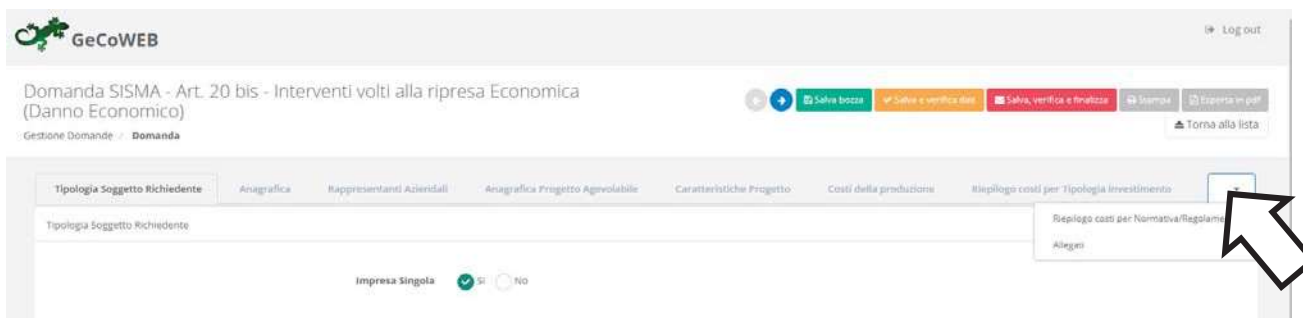 GeCoWEB
Log out
Domanda SISMA - Art. 20 bis - Interventi volti alla ripresa Economica
(Danno Economico)
Salva bozza
Salva e verifica dati
Salva, verifica e finalizza
Stampa
Esporta in pdf
Torna alla lista
Gestione Domande / Domanda
Tipologia Soggetto Richiedente
Anagrafica
Rappresentanti Aziendali
Anagrafica Progetto Agevolabile
Caratteristiche Progetto
Costi della produzione
Riepilogo costi per Tipologia Investimento
Riepilogo costi per Normativa/Regolame
Allegati
Tipologia Soggetto Richiedente
Impresa Singola
Si
No